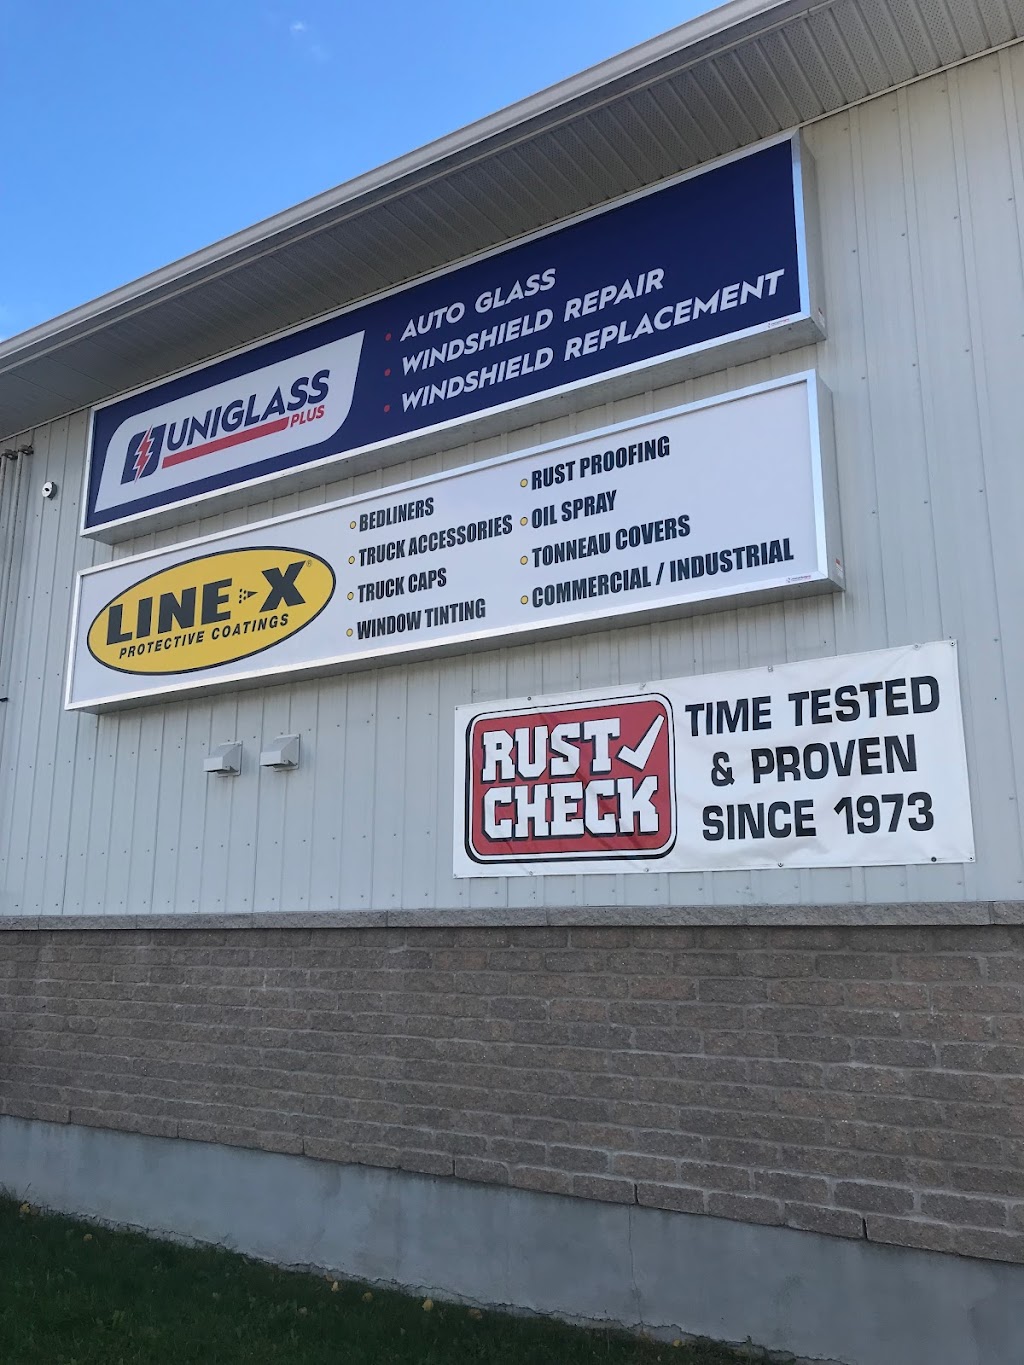 UNIGLASS
PLUS
• AUTO GLASS
• WINDSHIELD REPAIR
• WINDSHIELD REPLACEMENT
LINE-X®
PROTECTIVE COATINGS
BEDLINERS
TRUCK ACCESSORIES
TRUCK CAPS
WINDOW TINTING
RUST PROOFING
OIL SPRAY
TONNEAU COVERS
COMMERCIAL / INDUSTRIAL
RUST
CHECK
TIME TESTED
& PROVEN
SINCE 1973